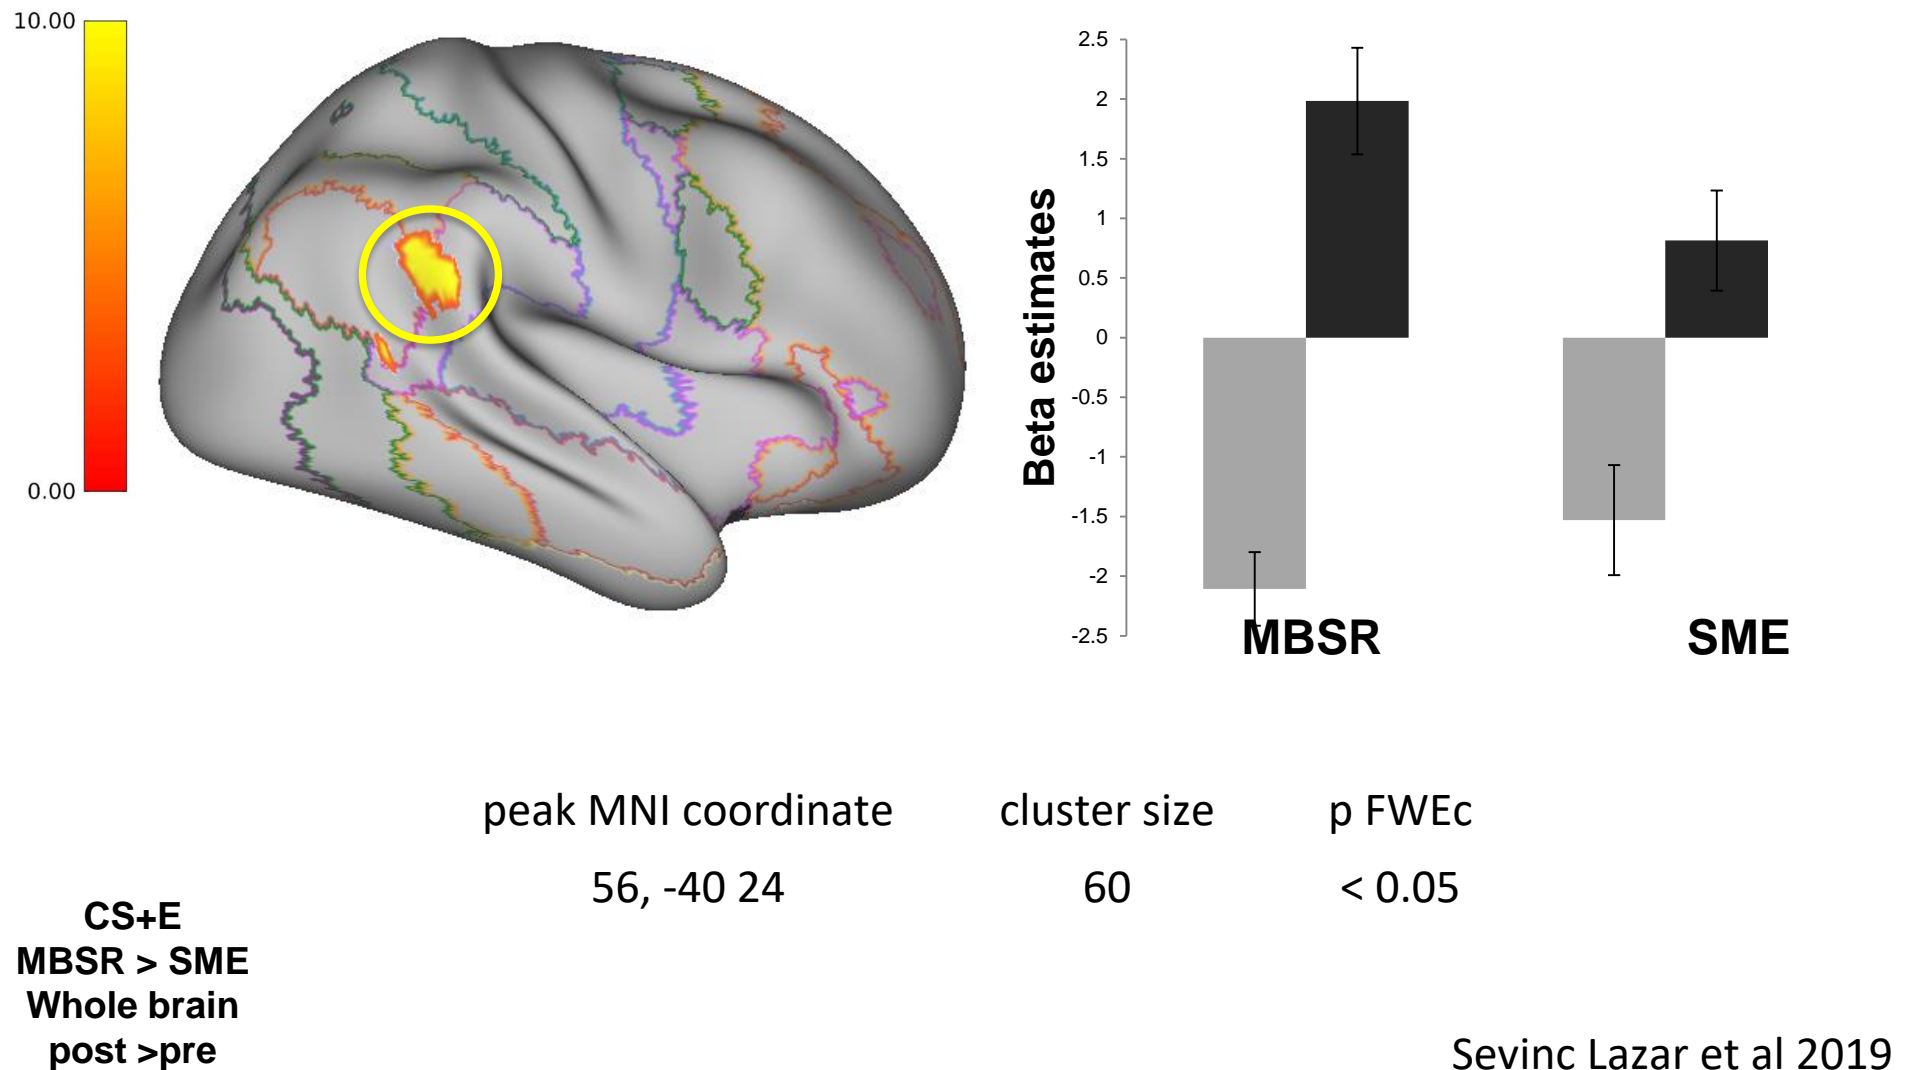 10.00
0.00
2.5
2
1.5
1
0.5
0
-0.5
-1
-1.5
-2
-2.5
Beta estimates
MBSR
SME
peak MNI coordinate cluster size p FWEc
56, -40 24 60 < 0.05
CS+E
MBSR > SME
Whole brain
post >pre
Sevinc Lazar et al 2019